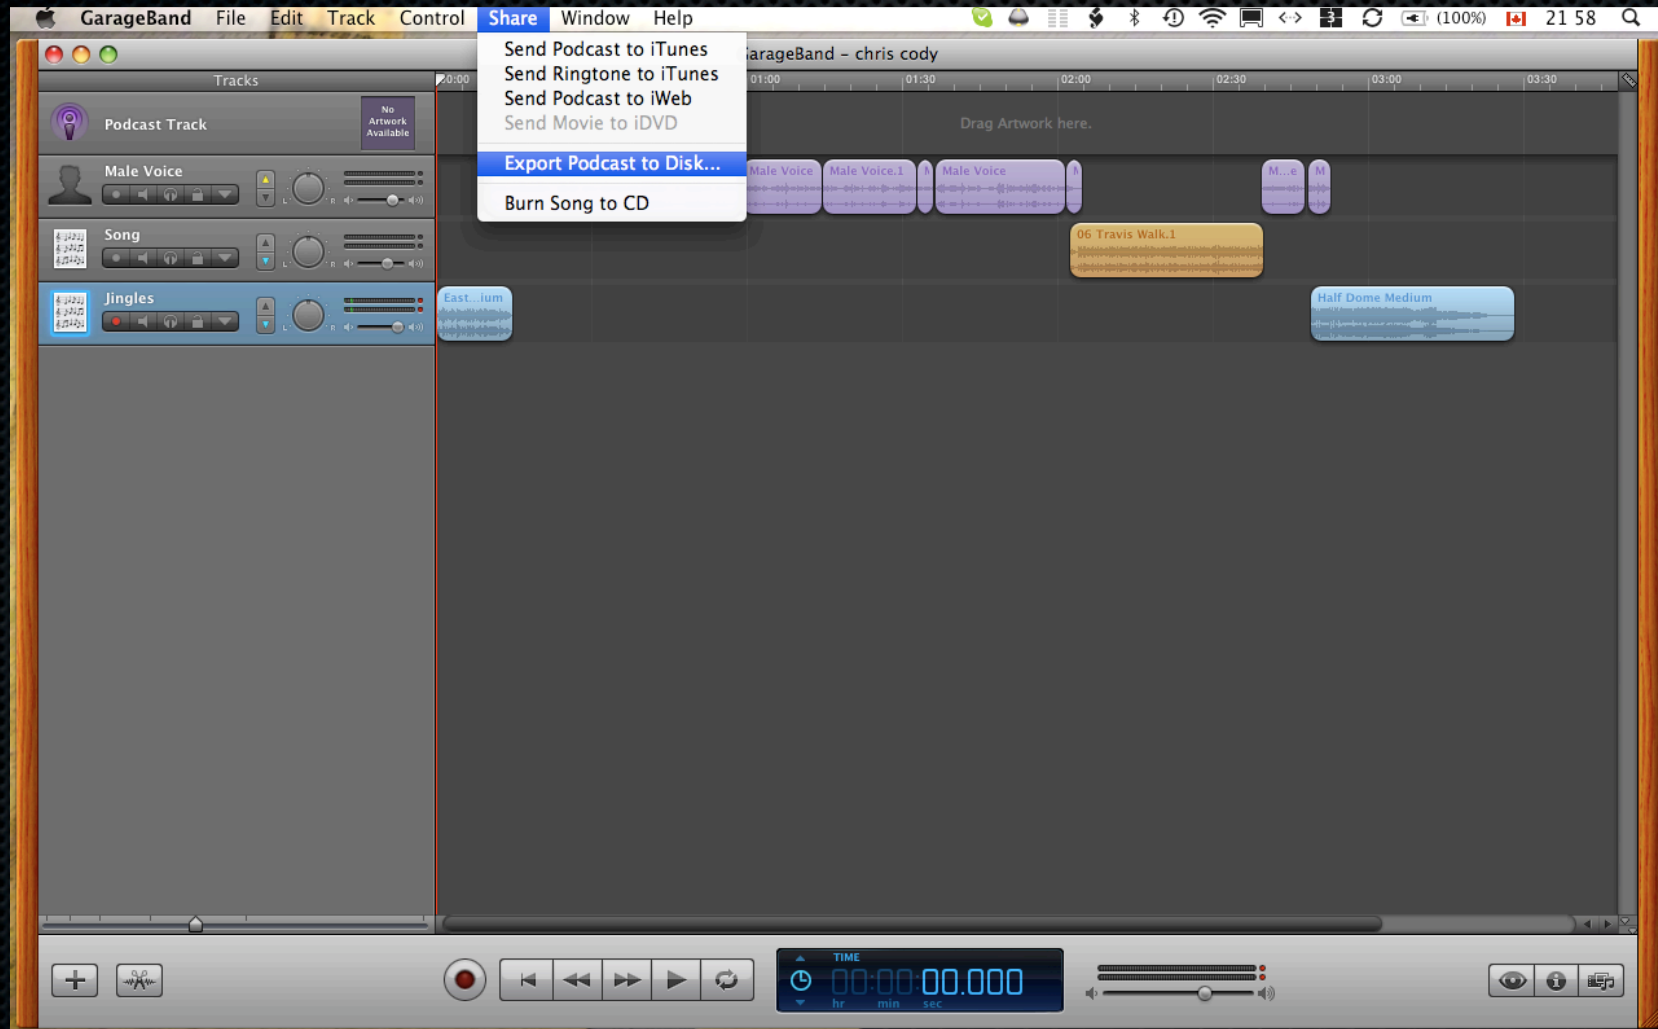 GarageBand File Edit Track Control Share Window Help (100%) 21 58
GarageBand – chris cody
Send Podcast to iTunes
Send Ringtone to iTunes
Send Podcast to iWeb
Send Movie to iDVD
Export Podcast to Disk...
Burn Song to CD
Tracks
00:00 01:00 01:30 02:00 02:30 03:00 03:30
Podcast Track
No
Artwork
Available
Drag Artwork here.
Male Voice
L R
Male Voice Male Voice.1 M Male Voice M M...e M
Song
L R
06 Travis Walk.1
Jingles
L R
East...ium
Half Dome Medium
TIME
00:00:00.000
hr min sec